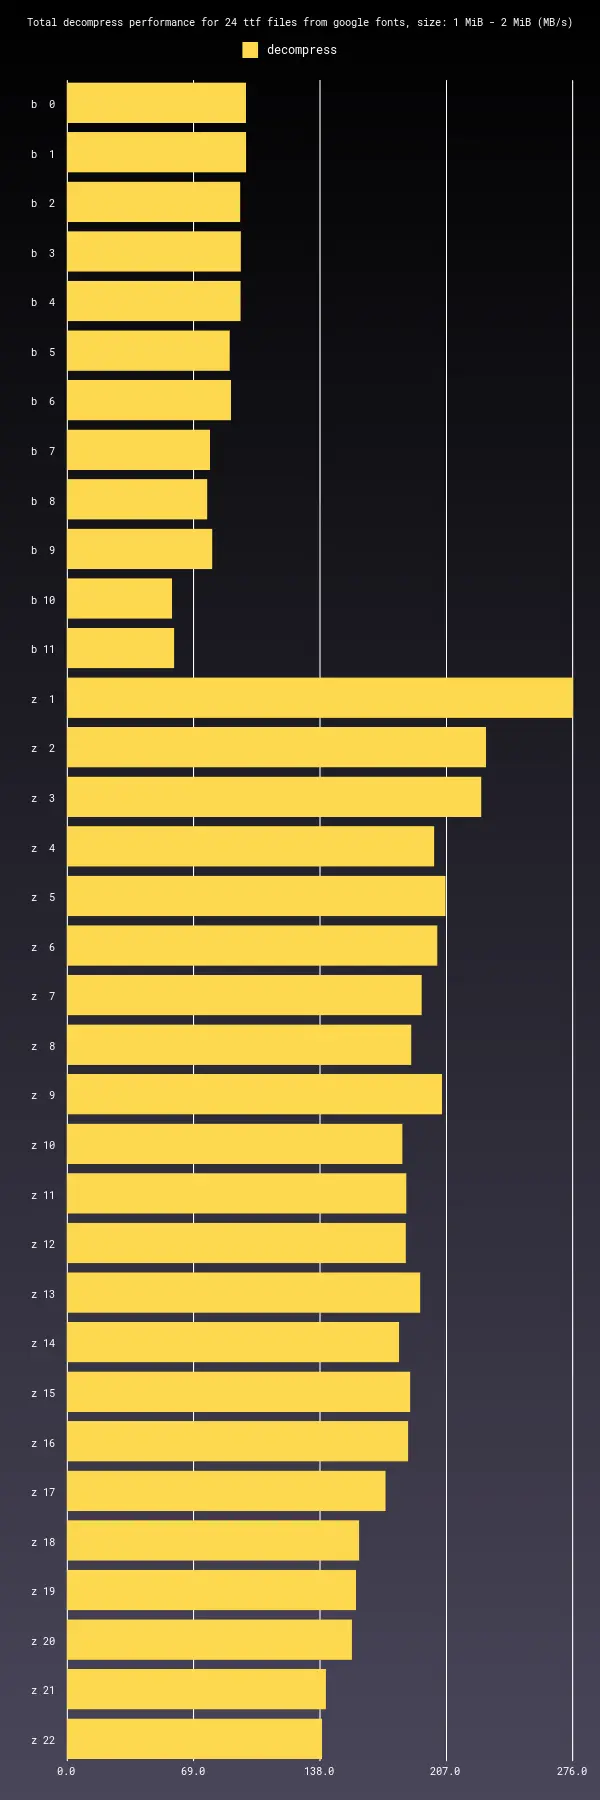 Total decompress performance for 24 ttf files from google fonts, size: 1 MiB - 2 MiB (MB/s)
decompress
b 0
b 1
b 2
b 3
b 4
b 5
b 6
b 7
b 8
b 9
b 10
b 11
z 1
z 2
z 3
z 4
z 5
z 6
z 7
z 8
z 9
z 10
z 11
z 12
z 13
z 14
z 15
z 16
z 17
z 18
z 19
z 20
z 21
z 22
0.0 69.0 138.0 207.0 276.0